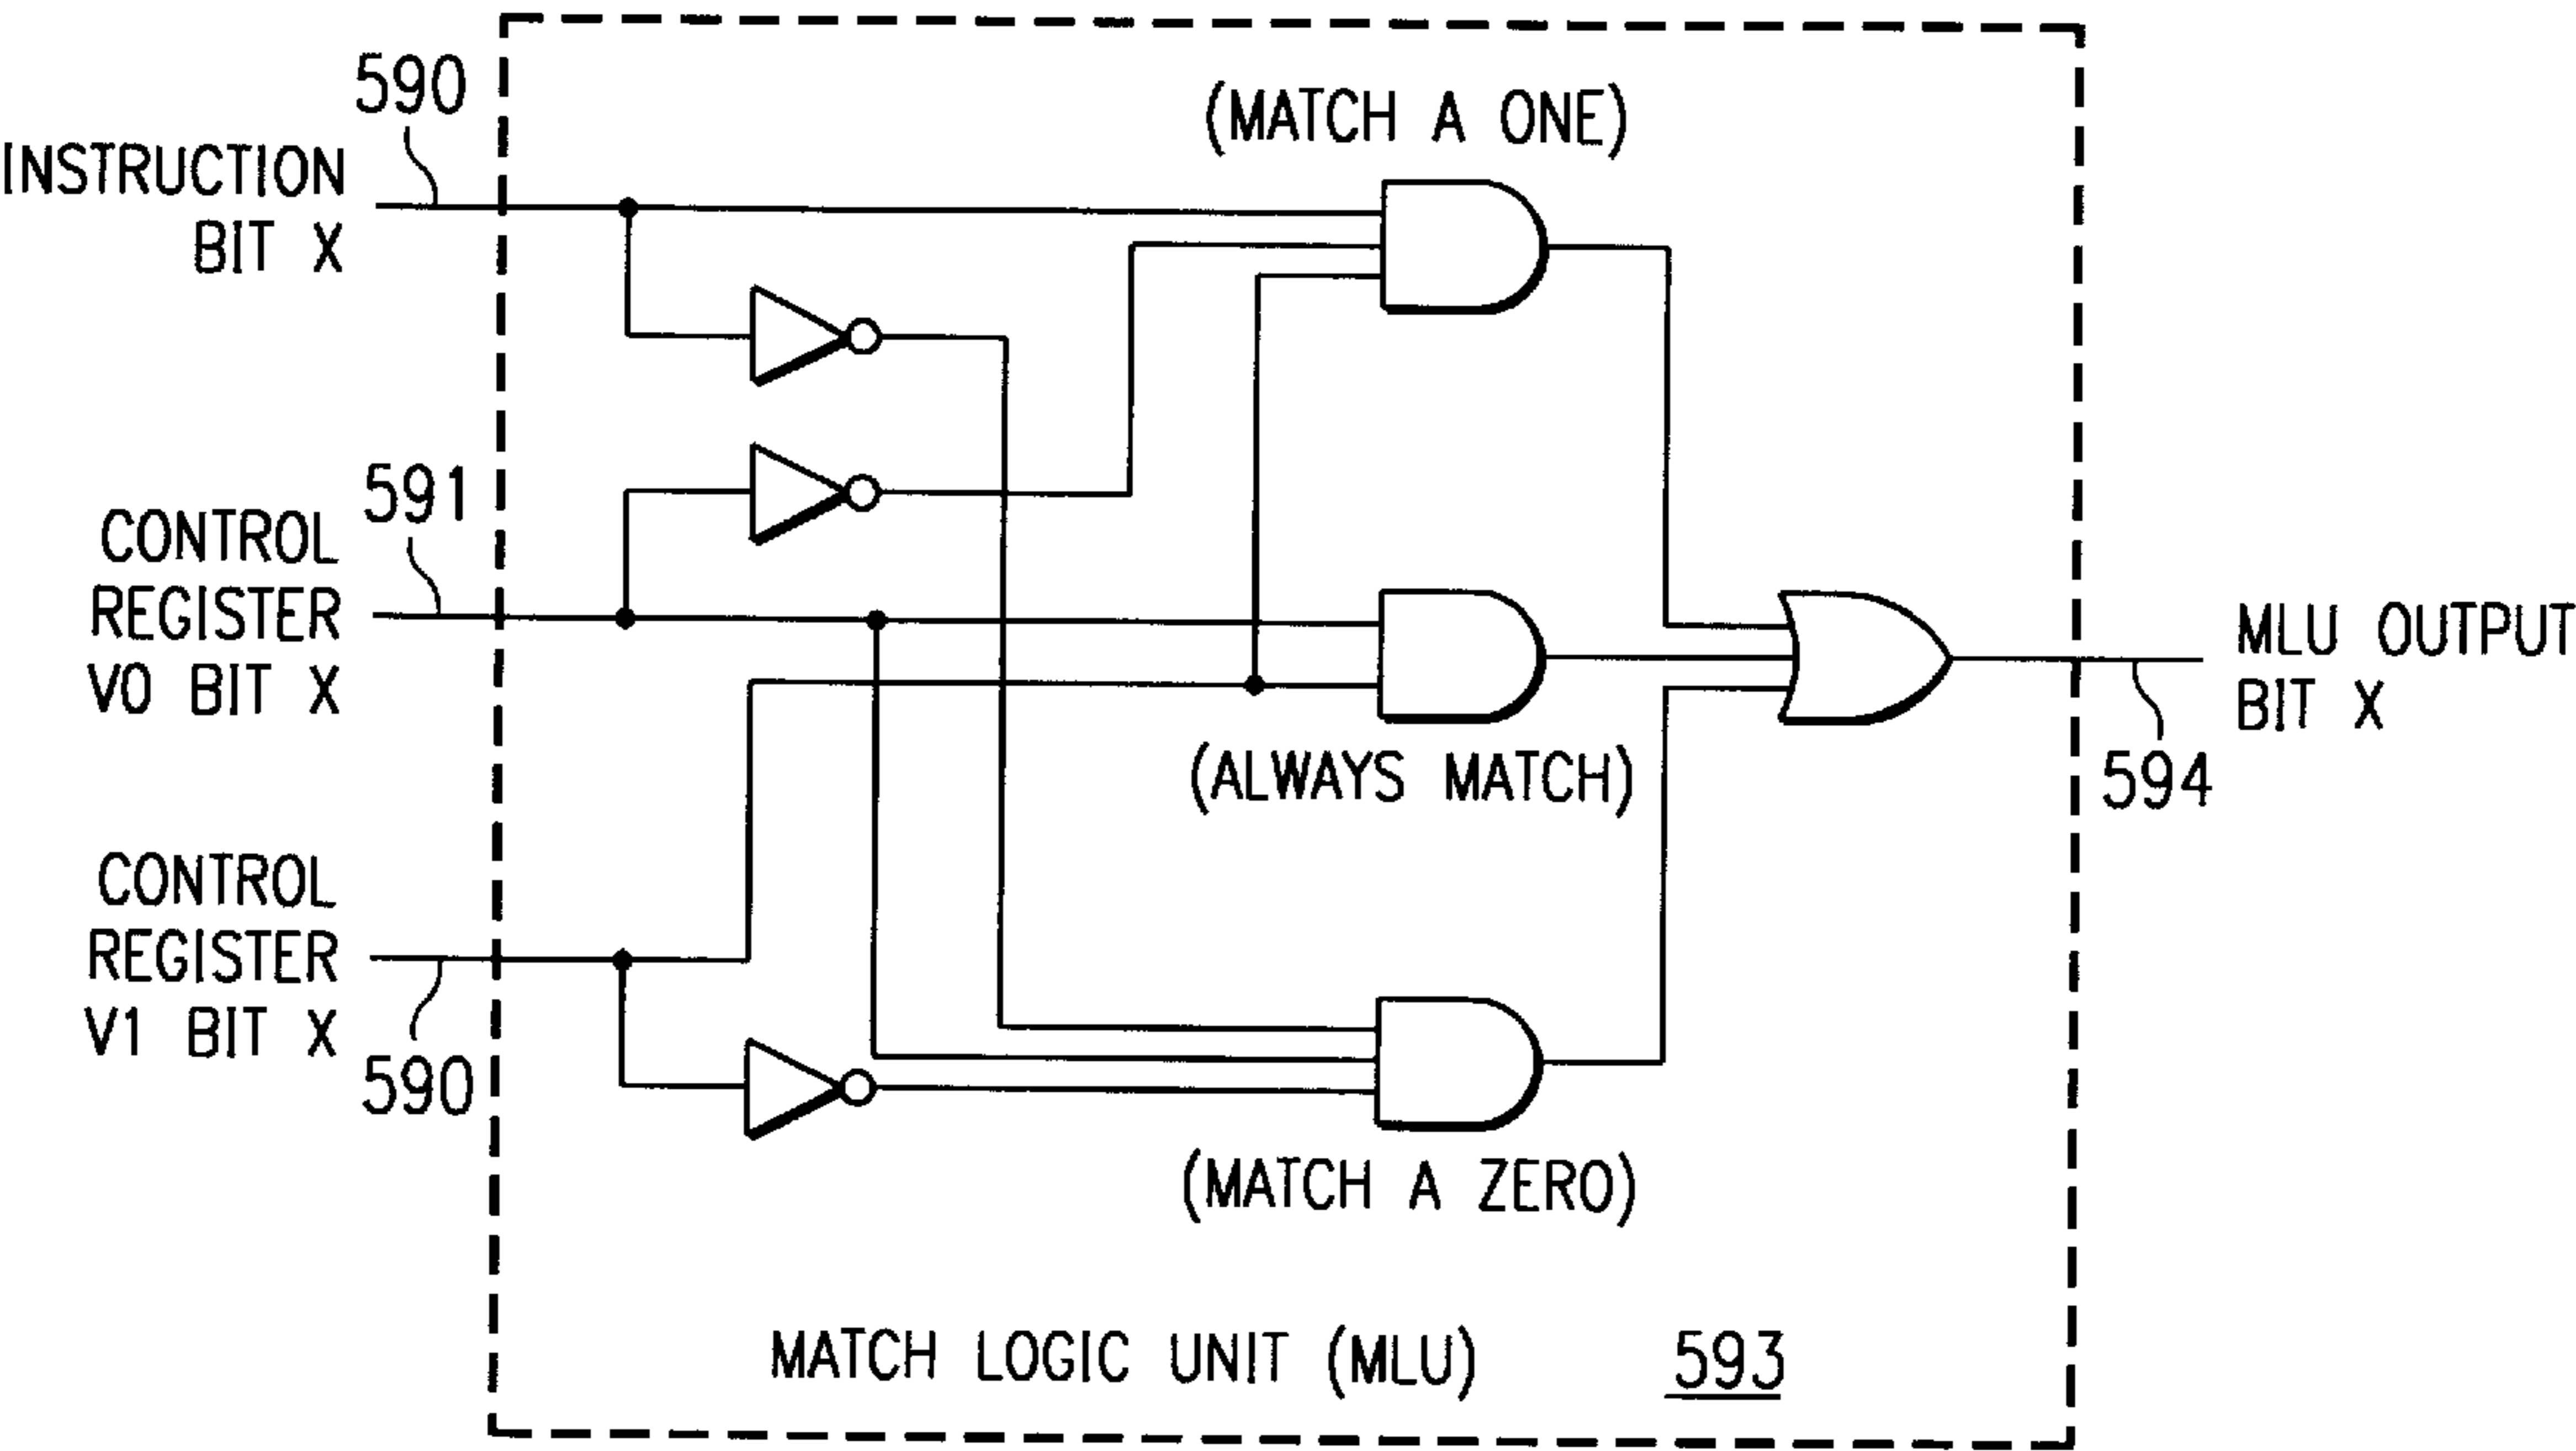 590
INSTRUCTION
BIT X
(MATCH A ONE)
591
CONTROL
REGISTER
V0 BIT X
MLU OUTPUT
BIT X
594
(ALWAYS MATCH)
CONTROL
REGISTER
V1 BIT X
590
(MATCH A ZERO)
MATCH LOGIC UNIT (MLU)
593